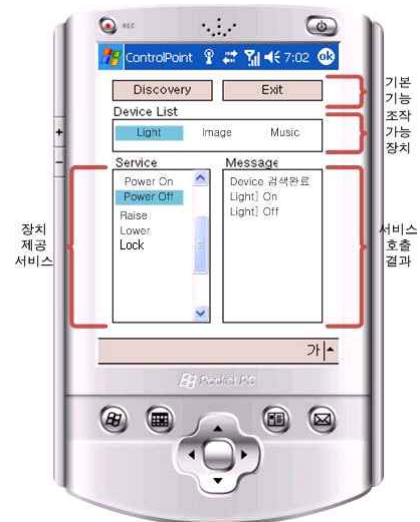 REC
ControlPoint 7:02 ok
Discovery Exit
기본
기능
Device List
Light Image Music
조작
가능
장치
Service Message
Power On
Power Off
Raise
Lower
Lock
Device 검색완료
Light] On
Light] Off
장치
제공
서비스
서비스
호출
결과
가
Pocket PC